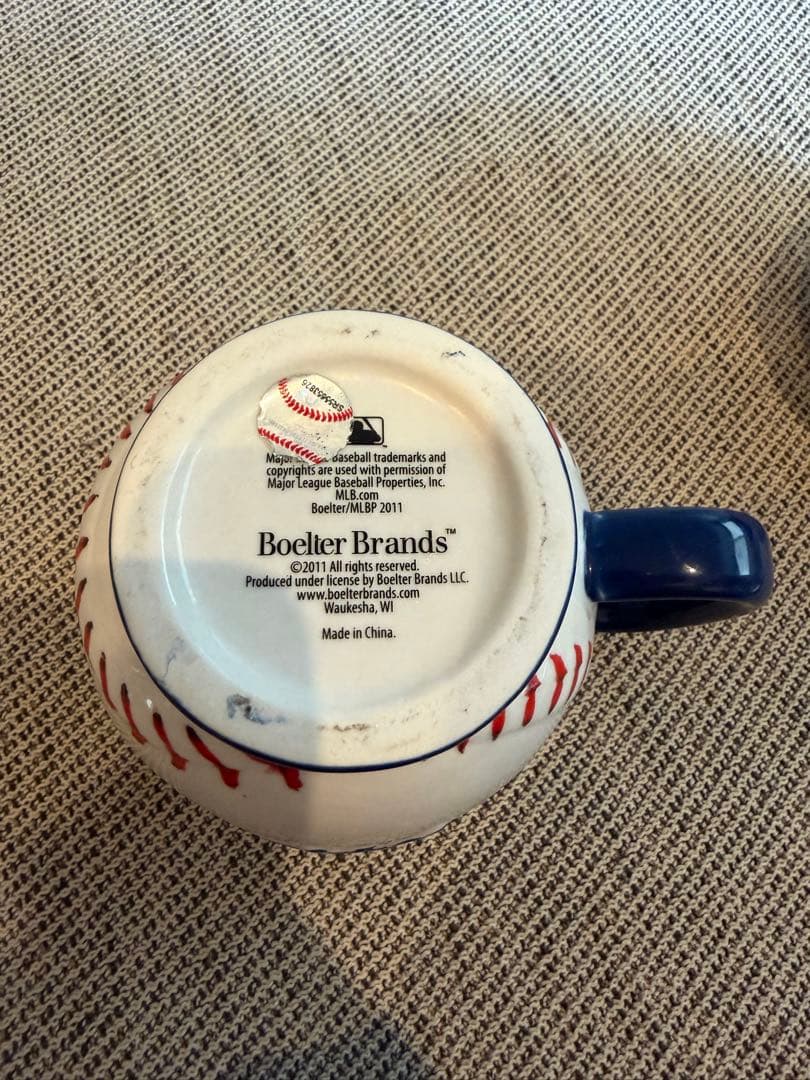 Baseball trademarks and
copyrights are used with permission of
Major League Baseball Properties, Inc.
MLB.com
Boelter/MLBP 2011
Boelter Brands™
©2011 All rights reserved.
Produced under license by Boelter Brands LLC.
www.boelterbrands.com
Waukesha, WI
Made in China.